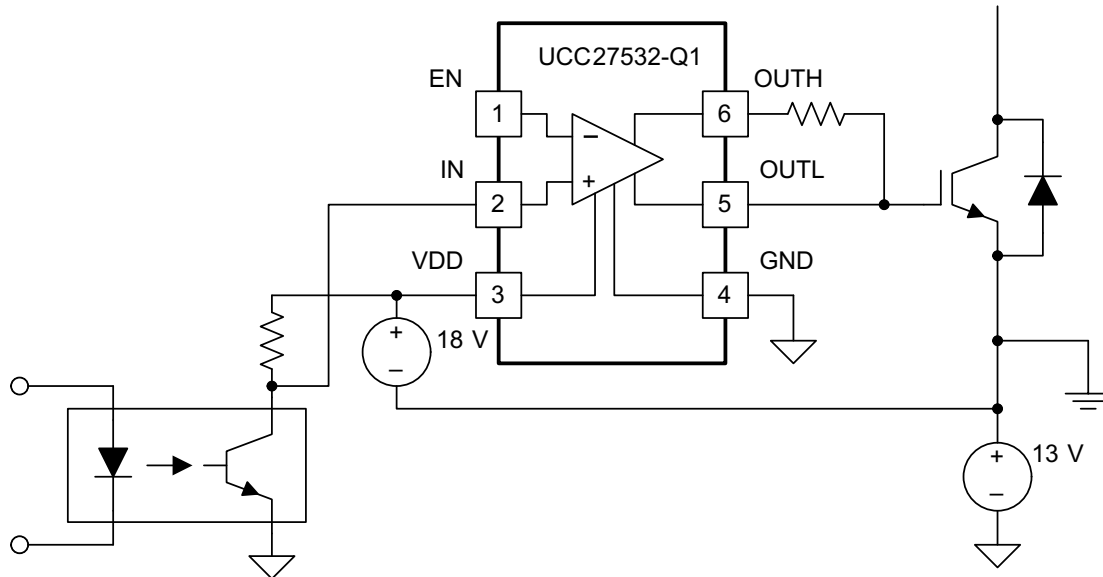 UCC27532-Q1
EN
OUTH
1
6
IN
OUTL
2
5
VDD
GND
3
4
+
18 V
–
+
13 V
–
–
+